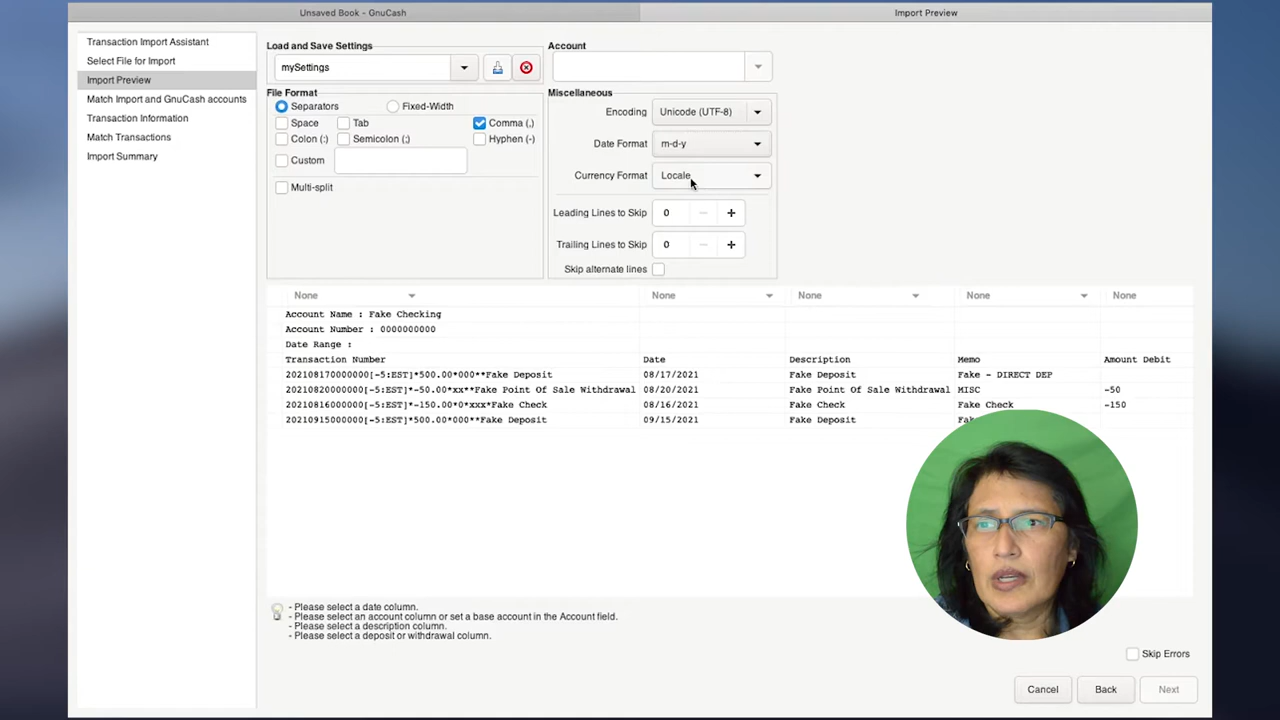 Unsaved Book - GnuCash
Import Preview
Transaction Import Assistant
Select File for Import
Import Preview
Match Import and GnuCash accounts
Transaction Information
Match Transactions
Import Summary
Load and Save Settings
mySettings
Account
File Format
Separators
Fixed-Width
Space
Tab
Comma (,)
Colon (:)
Semicolon (;)
Hyphen (-)
Custom
Multi-split
Miscellaneous
Encoding Unicode (UTF-8)
Date Format m-d-y
Currency Format Locale
Leading Lines to Skip 0
Trailing Lines to Skip 0
Skip alternate lines
None None None None None
Account Name : Fake Checking
Account Number : 0000000000
Date Range :
Transaction Number Date Description Memo Amount Debit
20210817000000[-5:EST]*500.00*000**Fake Deposit 08/17/2021 Fake Deposit Fake - DIRECT DEP
20210820000000[-5:EST]*-50.00*xx**Fake Point Of Sale Withdrawal 08/20/2021 Fake Point Of Sale Withdrawal MISC -50
20210816000000[-5:EST]*-150.00*0*xxx*Fake Check 08/16/2021 Fake Check Fake Check -150
20210915000000[-5:EST]*500.00*000**Fake Deposit 09/15/2021 Fake Deposit
- Please select a date column.
- Please select an account column or set a base account in the Account field.
- Please select a description column.
- Please select a deposit or withdrawal column.
Skip Errors
Cancel
Back
Next